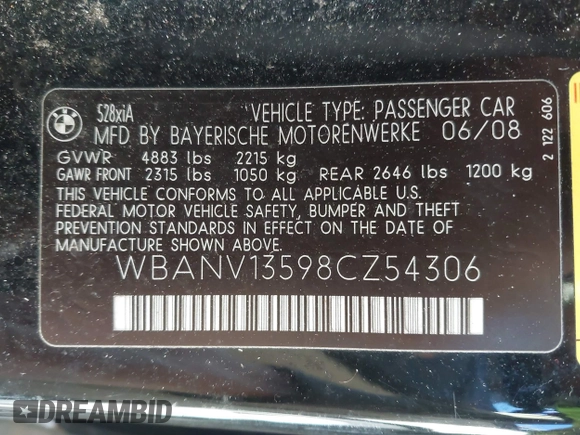 528xiA
VEHICLE TYPE: PASSENGER CAR
MFD BY BAYERISCHE MOTORENWERKE 06/08
GVWR 4883 lbs 2215 kg
GAWR FRONT 2315 lbs 1050 kg REAR 2646 lbs 1200 kg
THIS VEHICLE CONFORMS TO ALL APPLICABLE U.S.
FEDERAL MOTOR VEHICLE SAFETY, BUMPER AND THEFT
PREVENTION STANDARDS IN EFFECT ON THE DATE OF
MANUFACTURE SHOWN ABOVE.
WBANV13598CZ54306
2 122 606
BMW
DREAMBID